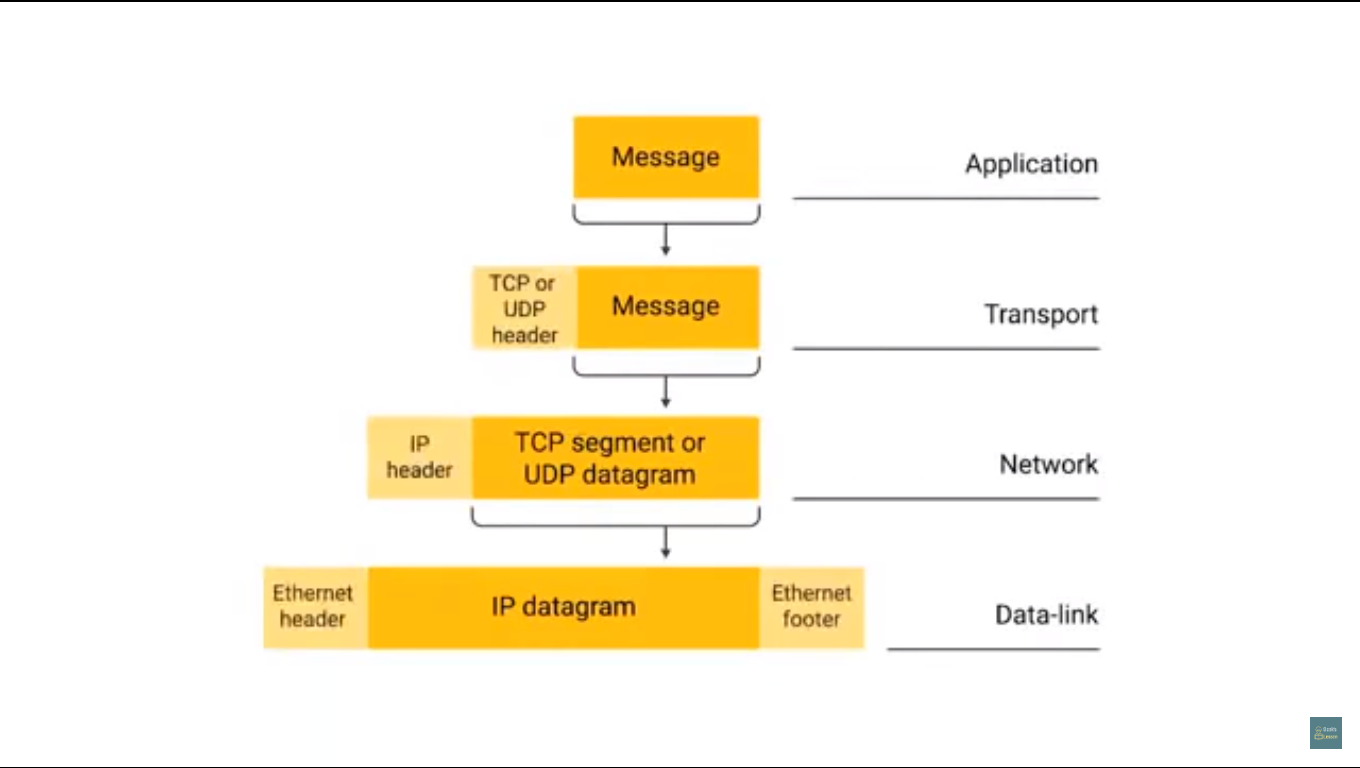 Message
Application
TCP or
UDP
header
Message
Transport
IP
header
TCP segment or
UDP datagram
Network
Ethernet
header
IP datagram
Ethernet
footer
Data-link